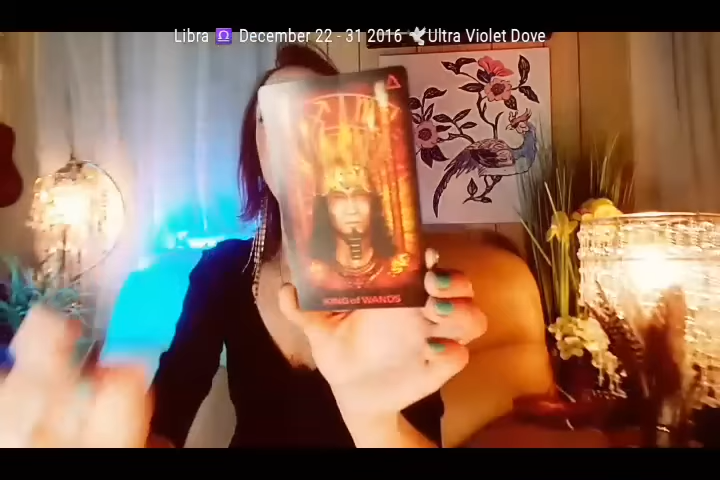 Libra ♎ December 22 - 31 2016 🕊Ultra Violet Dove
KING of WANDS